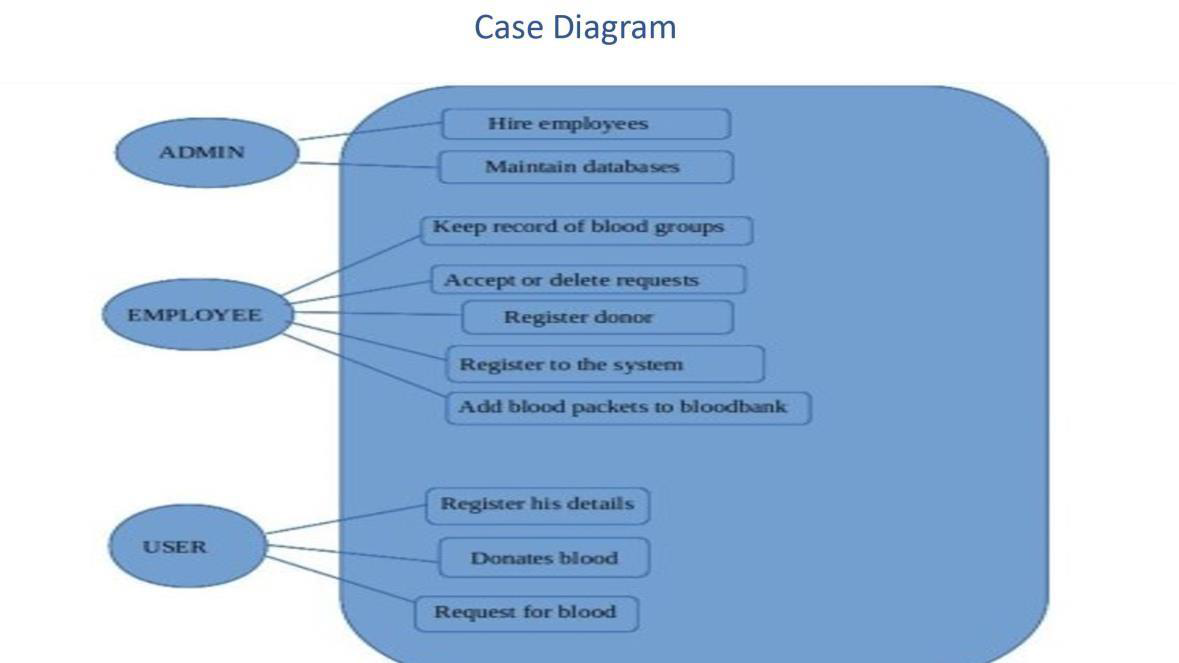 Case Diagram
ADMIN
Hire employees
Maintain databases
EMPLOYEE
Keep record of blood groups
Accept or delete requests
Register donor
Register to the system
Add blood packets to bloodbank
USER
Register his details
Donates blood
Request for blood